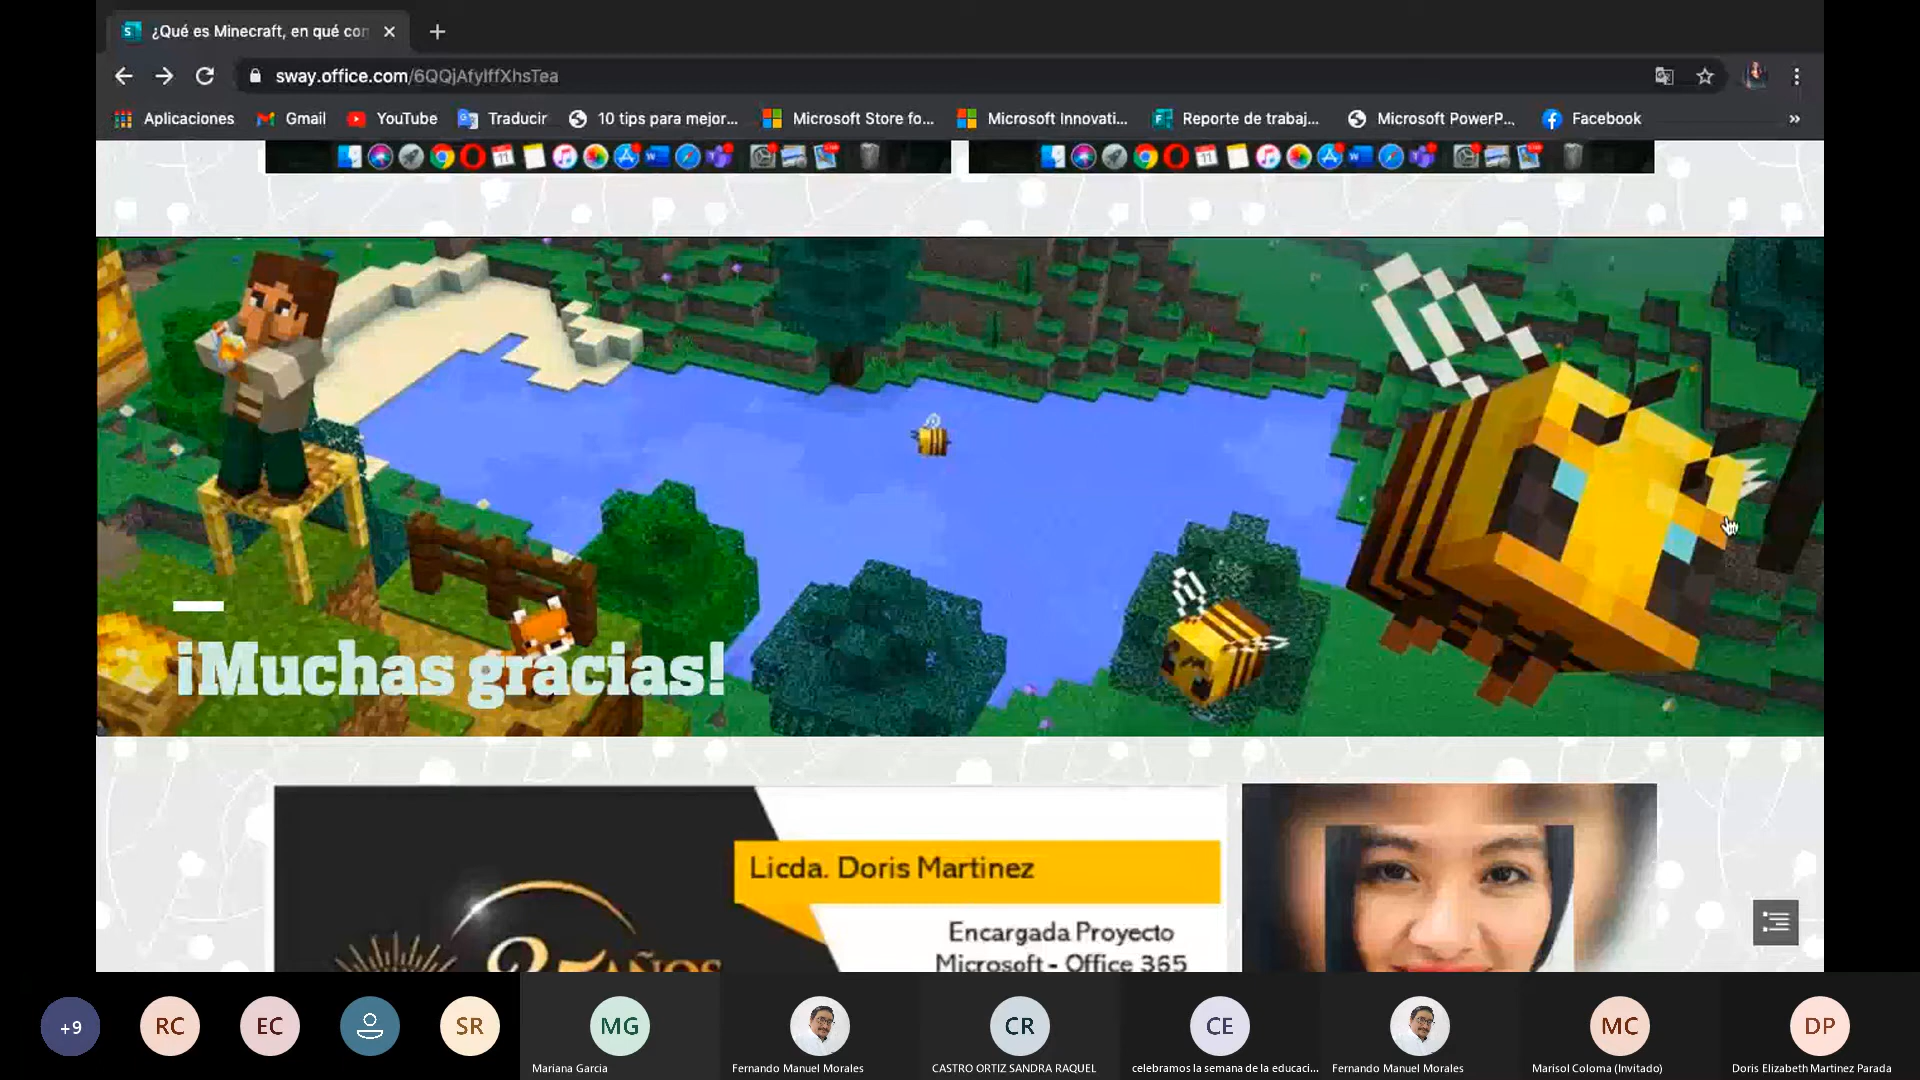 ¿Qué es Minecraft, en qué con
sway.office.com/6QQjAfylffXhsTea
Aplicaciones
Gmail
YouTube
Traducir
10 tips para mejor...
Microsoft Store fo...
Microsoft Innovati...
Reporte de trabaj...
Microsoft PowerP...
Facebook
¡Muchas gracias!
Licda. Doris Martinez
Encargada Proyecto
Microsoft - Office 365
25 AÑOS
+9
RC
EC
SR
MG
CR
CE
MC
DP
Mariana Garcia
Fernando Manuel Morales
CASTRO ORTIZ SANDRA RAQUEL
celebramos la semana de la educaci...
Fernando Manuel Morales
Marisol Coloma (Invitado)
Doris Elizabeth Martinez Parada